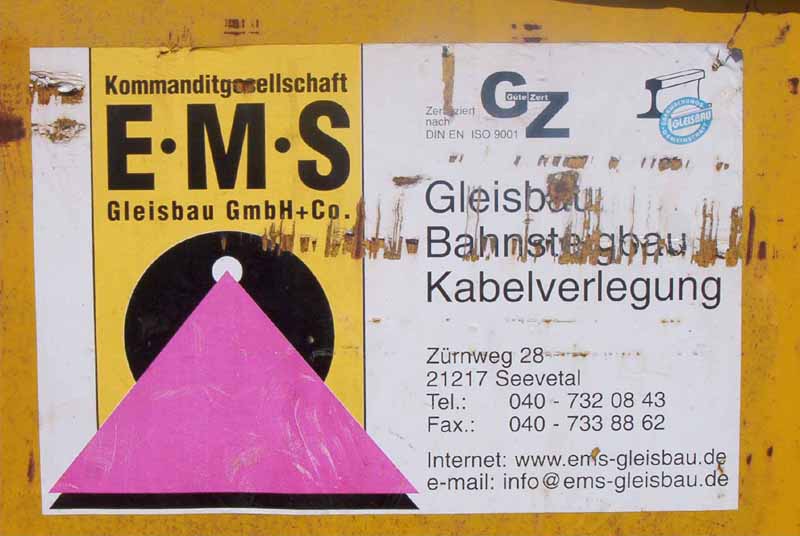 Kommanditgesellschaft
E·M·S
Gleisbau GmbH+Co.
Zertifiziert
nach
DIN EN ISO 9001
GZ
Güte Zert
ÜBERWACHUNGS
GLEISBAU
GEMEINSCHAFT
Gleisbau
Bahnsteigbau
Kabelverlegung
Zürnweg 28
21217 Seevetal
Tel.: 040 - 732 08 43
Fax.: 040 - 733 88 62
Internet: www.ems-gleisbau.de
e-mail: info@ems-gleisbau.de